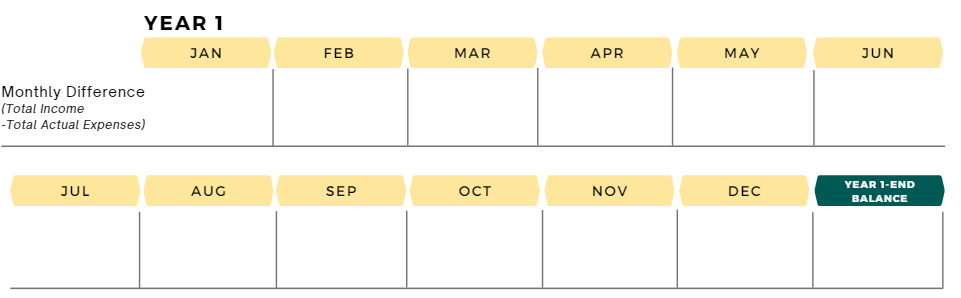 YEAR 1
JAN FEB MAR APR MAY JUN
Monthly Difference
(Total Income
-Total Actual Expenses)
JUL AUG SEP OCT NOV DEC YEAR 1-END
BALANCE